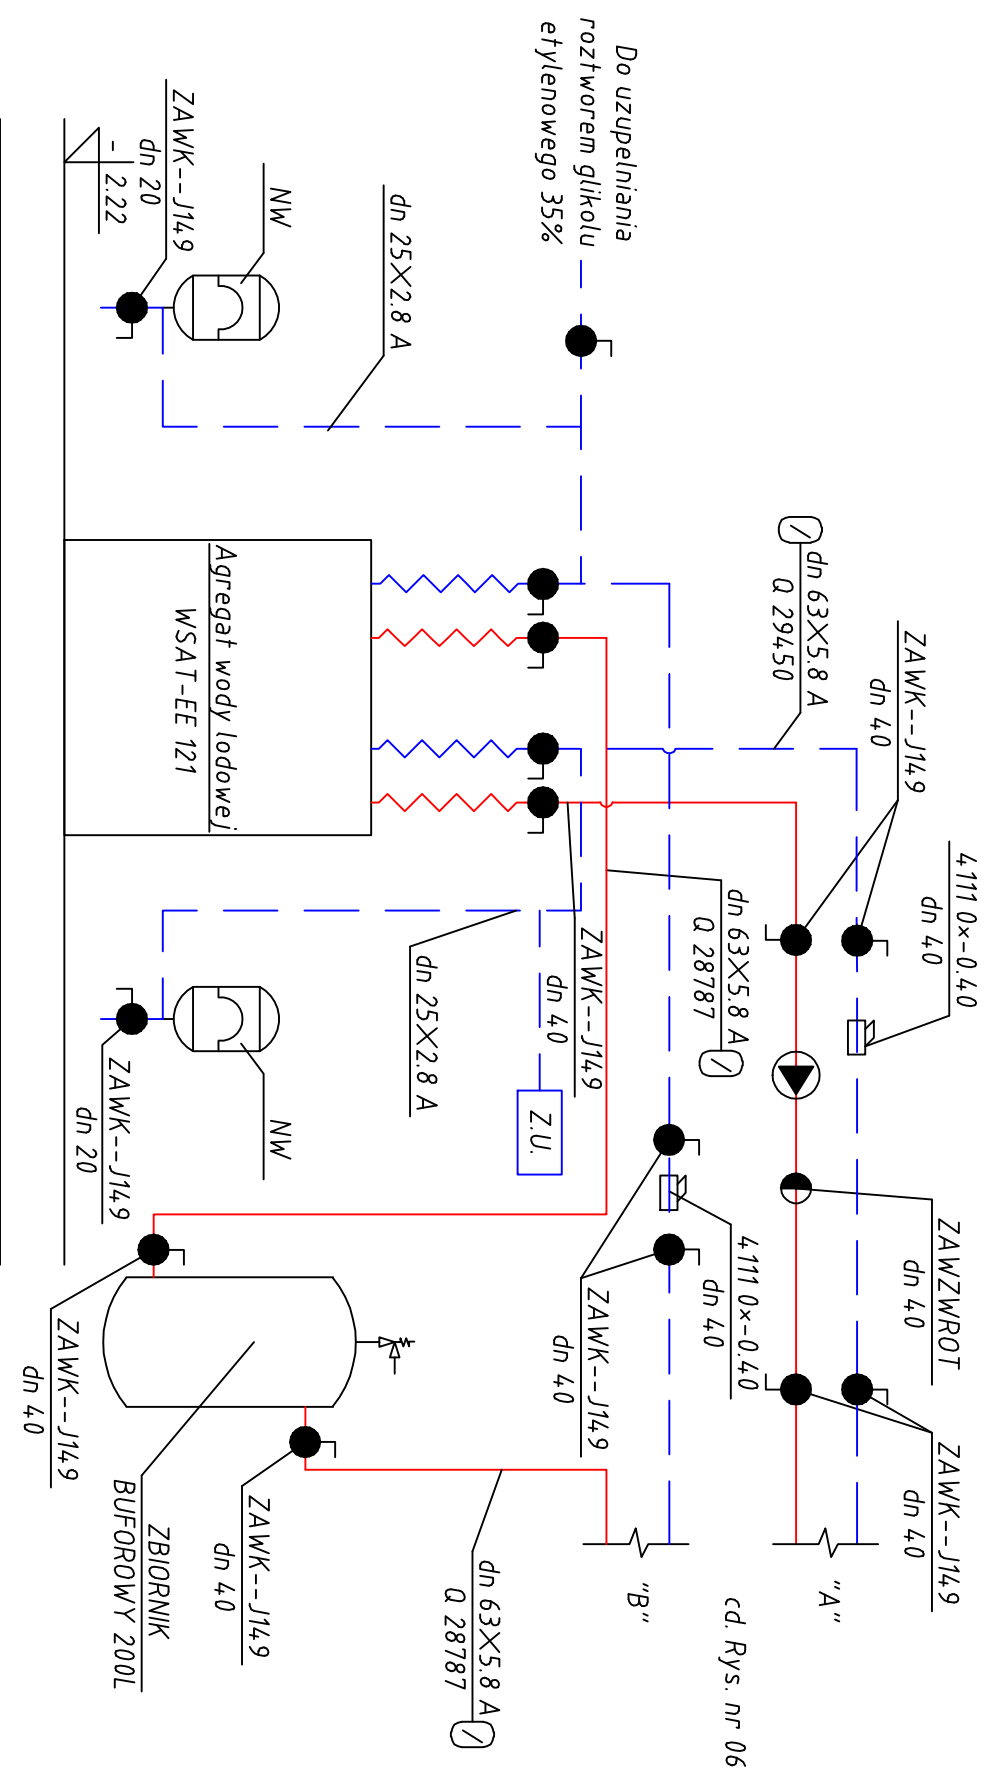 Do uzupelniania
roztworem glikolu
etylenowego 35%
ZAWK--J149
dn 20
- 2.22
NW
dn 25X2.8 A
Agregat wody lodowej
WSAT-EE 121
dn 63X5.8 A
Q 29450
ZAWK--J149
dn 40
4111 0x-0.40
dn 40
dn 63X5.8 A
Q 28787
ZAWK--J149
dn 40
dn 25X2.8 A
Z.U.
NW
ZAWK--J149
dn 20
ZAWZWROT
dn 40
4111 0x-0.40
dn 40
ZAWK--J149
dn 40
ZAWK--J149
dn 40
ZAWK--J149
dn 40
ZAWK--J149
dn 40
ZBIORNIK
BUFOROWY 200L
dn 63X5.8 A
Q 28787
"A"
"B"
cd. Rys. nr 06